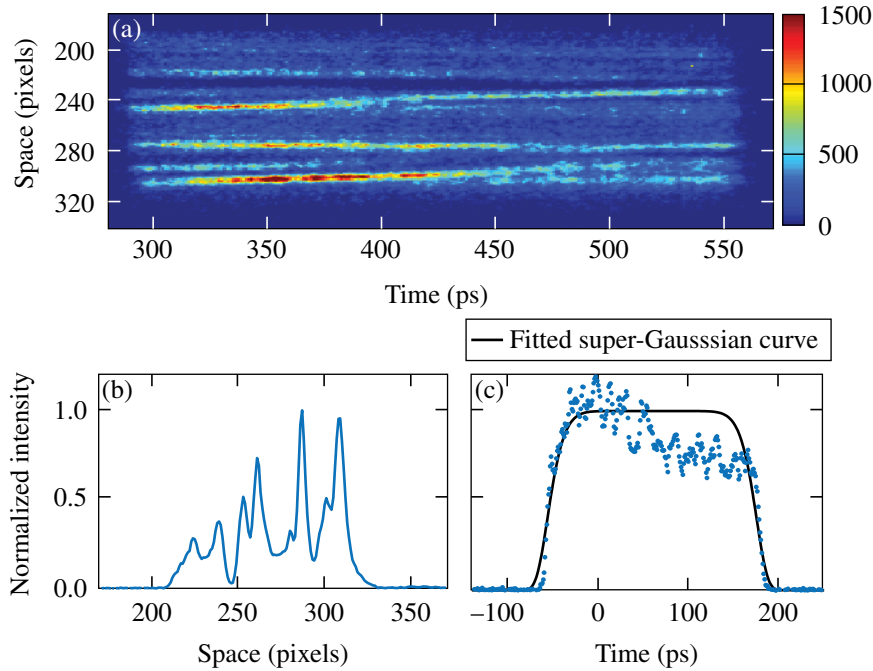 (a)
Space (pixels)
200
240
280
320
300
350
400
450
500
550
Time (ps)
1500
1000
500
0
Fitted super-Gausssian curve
(b)
Normalized intensity
1.0
0.5
0.0
200
250
300
350
Space (pixels)
(c)
−100
0
100
200
Time (ps)